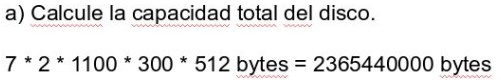 a) Calcule la capacidad total del disco.
7 * 2 * 1100 * 300 * 512 bytes = 2365440000 bytes